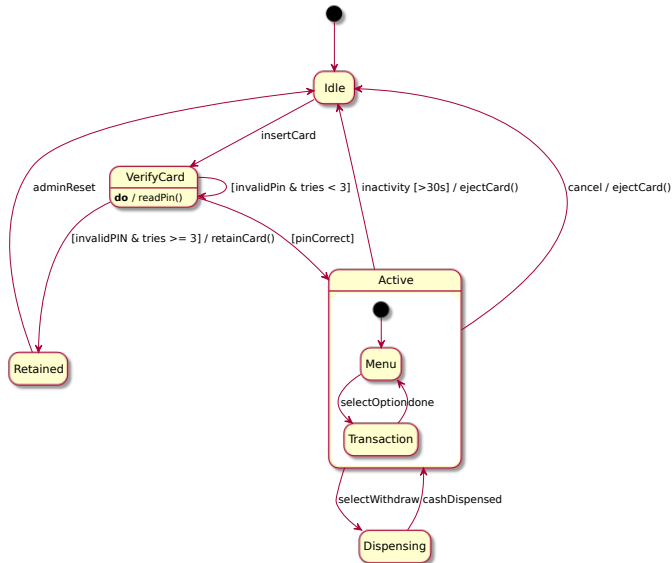 Idle
insertCard
VerifyCard
do / readPin()
[invalidPin & tries < 3]
inactivity [>30s] / ejectCard()
cancel / ejectCard()
adminReset
[invalidPIN & tries >= 3] / retainCard()
[pinCorrect]
Active
Retained
Menu
selectOption
done
Transaction
selectWithdraw
cashDispensed
Dispensing